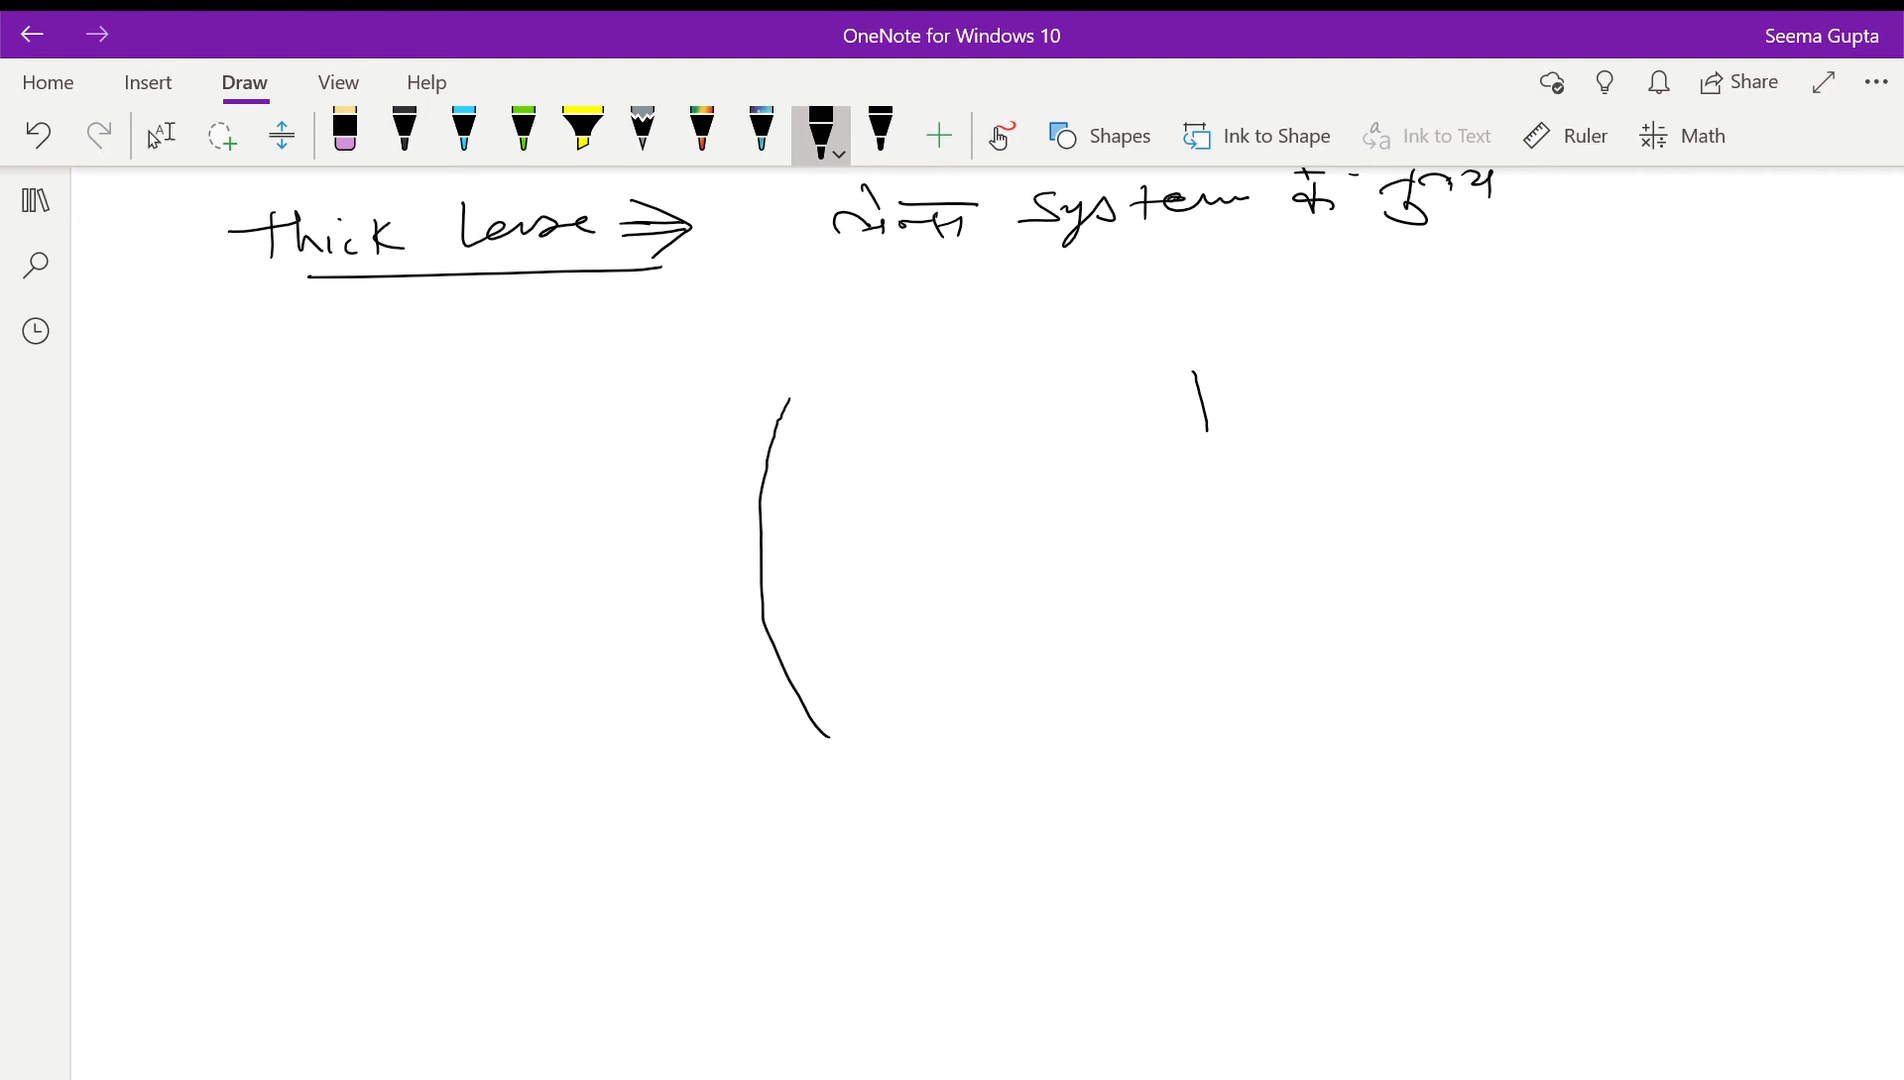 OneNote for Windows 10
Seema Gupta
Home Insert Draw View Help
Share
Shapes Ink to Shape Ink to Text Ruler Math
thick lense ⇒ system के तुल्य